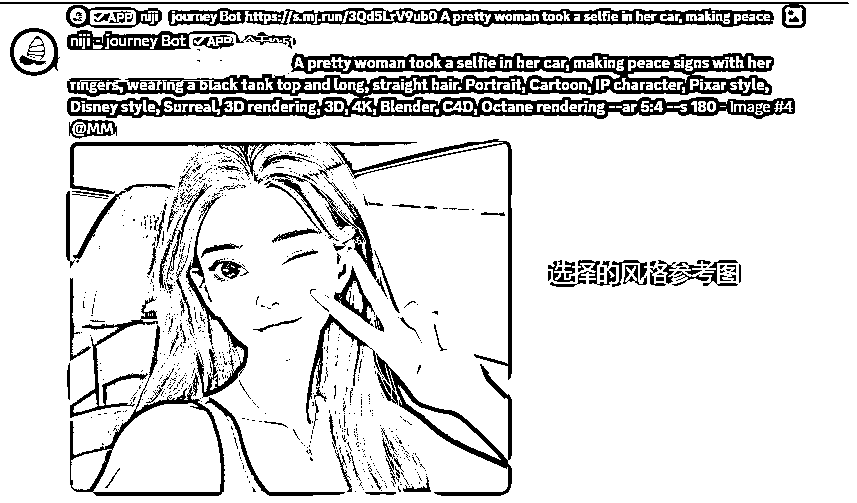 APP niji · journey Bot https://s.mj.run/3Qd5LrV9ub0 A pretty woman took a selfie in her car, making peace
niji - journey Bot APP
A pretty woman took a selfie in her car, making peace signs with her
fingers, wearing a black tank top and long, straight hair. Portrait, Cartoon, IP character, Pixar style,
Disney style, Surreal, 3D rendering, 3D, 4K, Blender, C4D, Octane rendering --ar 5:4 --s 180 - Image #4
@MM
选择的风格参考图